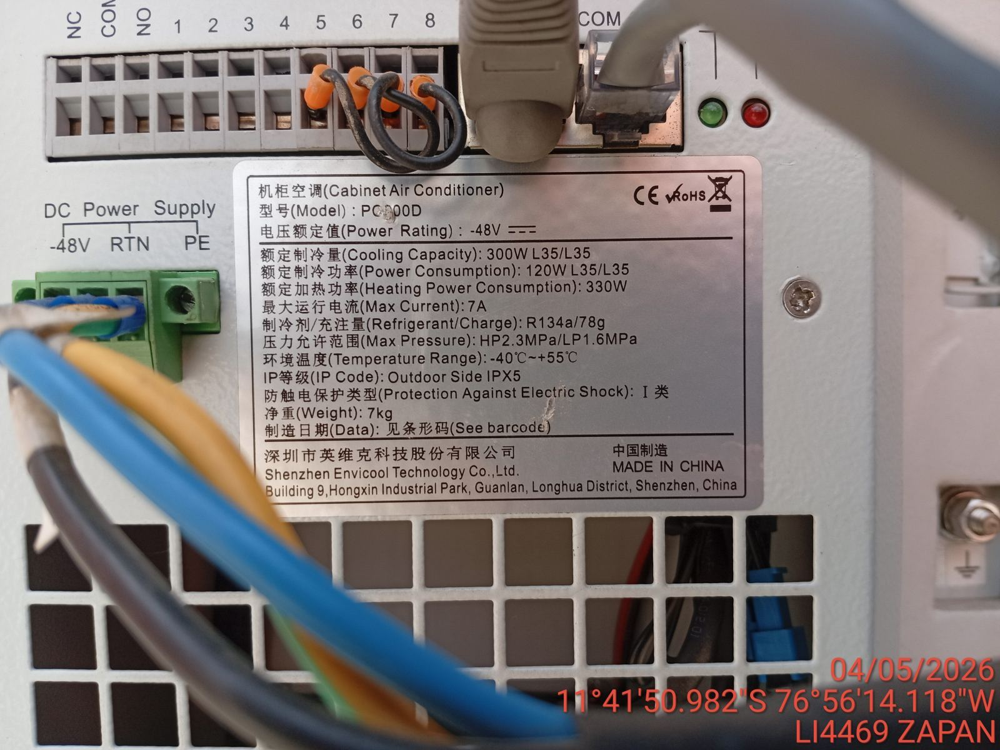 NC COM NO 1 2 3 4 5 6 7 8
COM
DC Power Supply
-48V RTN PE
机柜空调(Cabinet Air Conditioner)
CE RoHS
型号(Model) :
电压额定值(Power Rating) : -48V
额定制冷量(Cooling Capacity): 300W L35/L35
额定制冷功率(Power Consumption): 120W L35/L35
额定加热功率(Heating Power Consumption): 330W
最大运行电流(Max Current): 7A
制冷剂/充注量(Refrigerant/Charge): R134a/78g
压力允许范围(Max Pressure): HP2.3MPa/LP1.6MPa
环境温度(Temperature Range): -40℃~+55℃
IP等级(IP Code): Outdoor Side IPX5
防触电保护类型(Protection Against Electric Shock): I 类
净重(Weight): 7kg
制造日期(Data): 见条形码(See barcode)
深圳市英维克科技股份有限公司
中国制造
Shenzhen Envicool Technology Co.,Ltd.
MADE IN CHINA
Building 9,Hongxin Industrial Park, Guanlan, Longhua District, Shenzhen, China
04/05/2026
11°41'50.982"S 76°56'14.118"W
LI4469 ZAPAN